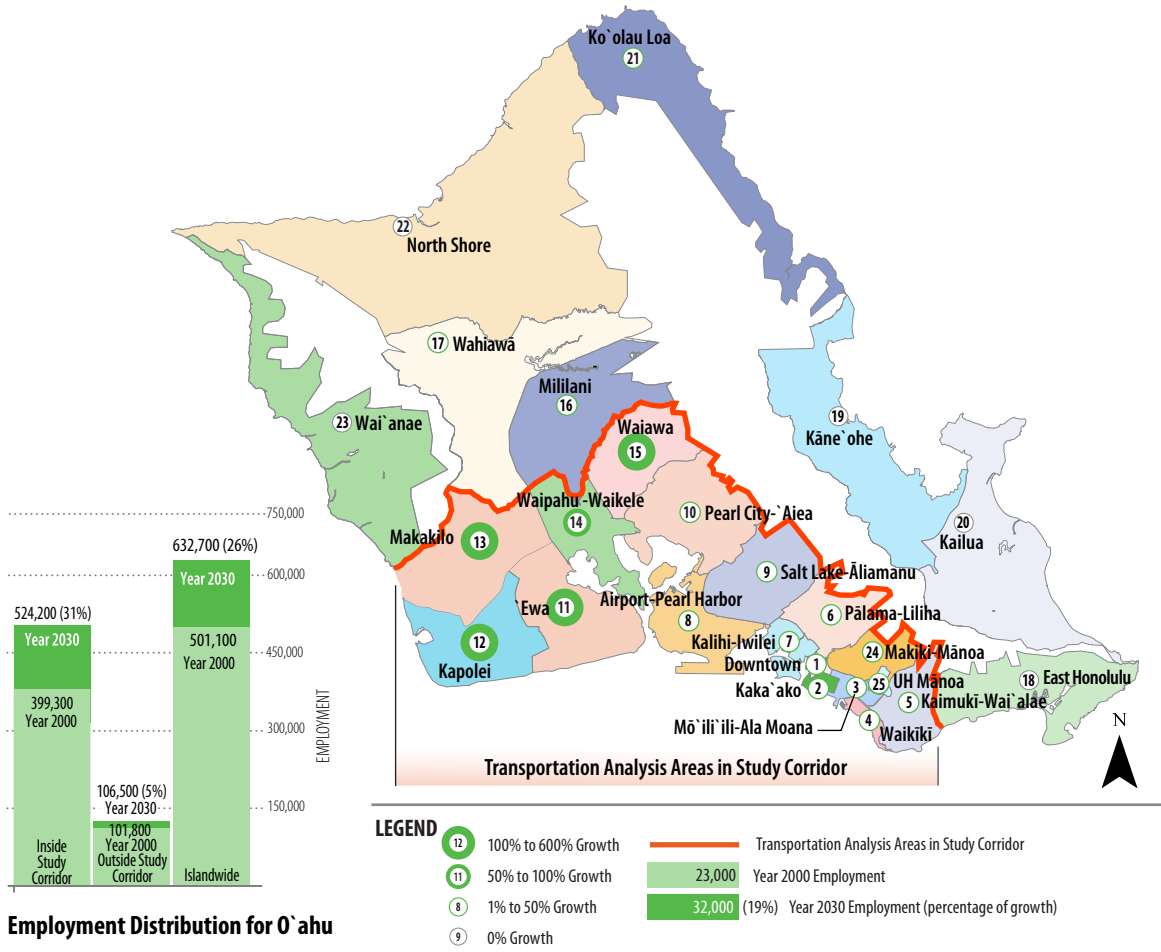 Ko`olau Loa
21
22
North Shore
17 Wahiawā
Mililani
16
23 Wai`anae
19
Kāne`ohe
Waiawa
15
20
Kailua
Waipahu-Waikele
14
10 Pearl City-`Aiea
Makakilo
13
9 Salt Lake-Āliamanu
`Ewa
11
Airport-Pearl Harbor
8
6
Pālama-Liliha
12
Kapolei
Kalihi-Iwilei 7
Makiki-Mānoa
24
Downtown 1
Kaka`ako 2
3
25 UH Mānoa
5 Kaimukī-Wai`alae
18 East Honolulu
Mō`ili`ili-Ala Moana
4
Waikīkī
N
Transportation Analysis Areas in Study Corridor
750,000
600,000
450,000
300,000
150,000
EMPLOYMENT
524,200 (31%)
Year 2030
399,300
Year 2000
Inside
Study
Corridor
106,500 (5%)
Year 2030
101,800
Year 2000
Outside Study
Corridor
632,700 (26%)
Year 2030
501,100
Year 2000
Islandwide
Employment Distribution for O`ahu
LEGEND
12 100% to 600% Growth
11 50% to 100% Growth
8 1% to 50% Growth
9 0% Growth
Transportation Analysis Areas in Study Corridor
23,000 Year 2000 Employment
32,000 (19%) Year 2030 Employment (percentage of growth)